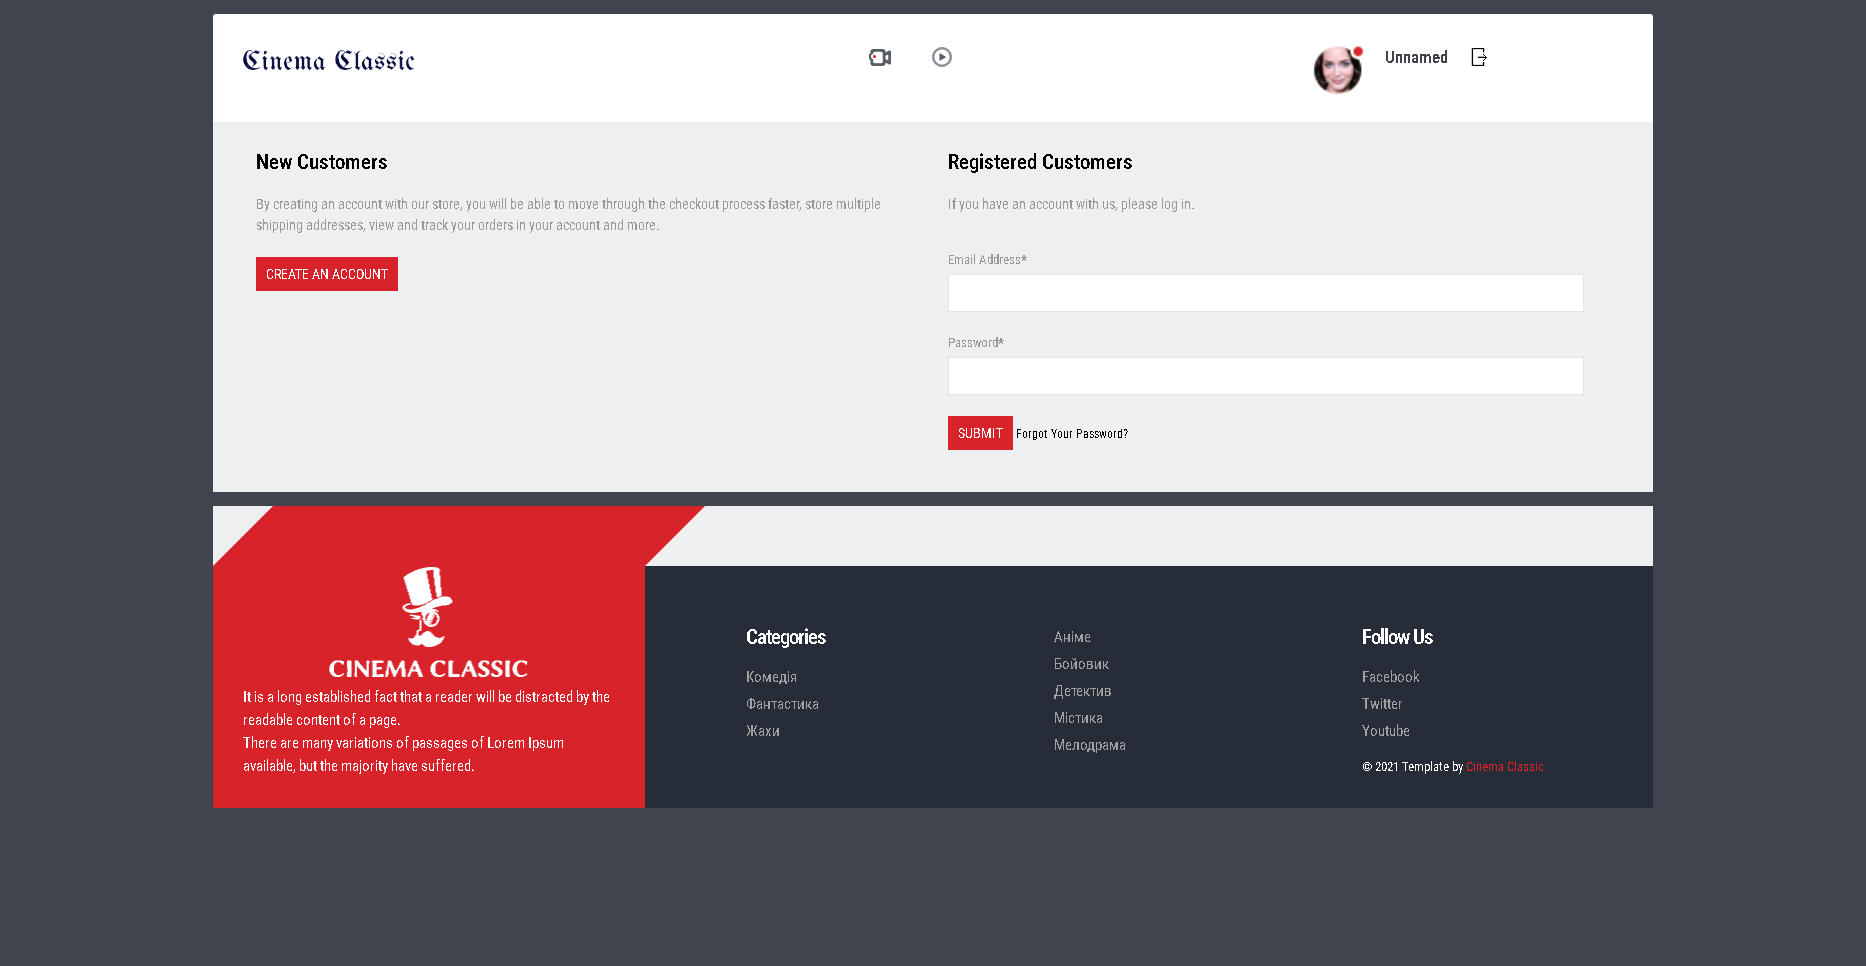 Cinema Classic
Unnamed
New Customers
By creating an account with our store, you will be able to move through the checkout process faster, store multiple
shipping addresses, view and track your orders in your account and more.
CREATE AN ACCOUNT
Registered Customers
If you have an account with us, please log in.
Email Address*
Password*
SUBMIT Forgot Your Password?
CINEMA CLASSIC
It is a long established fact that a reader will be distracted by the
readable content of a page.
There are many variations of passages of Lorem Ipsum
available, but the majority have suffered.
Categories
Комедія
Фантастика
Жахи
Аніме
Бойовик
Детектив
Містика
Мелодрама
Follow Us
Facebook
Twitter
Youtube
© 2021 Template by Cinema Classic